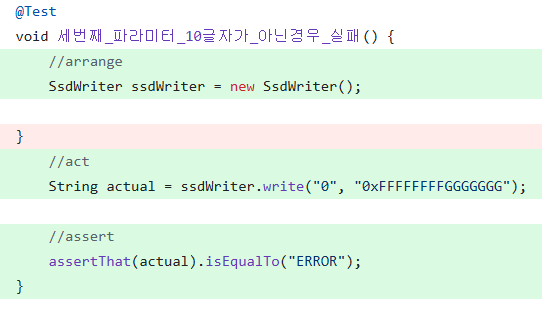 @Test
void 세번째_파라미터_10글자가_아닌경우_실패() {
//arrange
SsdWriter ssdWriter = new SsdWriter();
}
//act
String actual = ssdWriter.write("0", "0xFFFFFFFFGGGGGGG");
//assert
assertThat(actual).isEqualTo("ERROR");
}